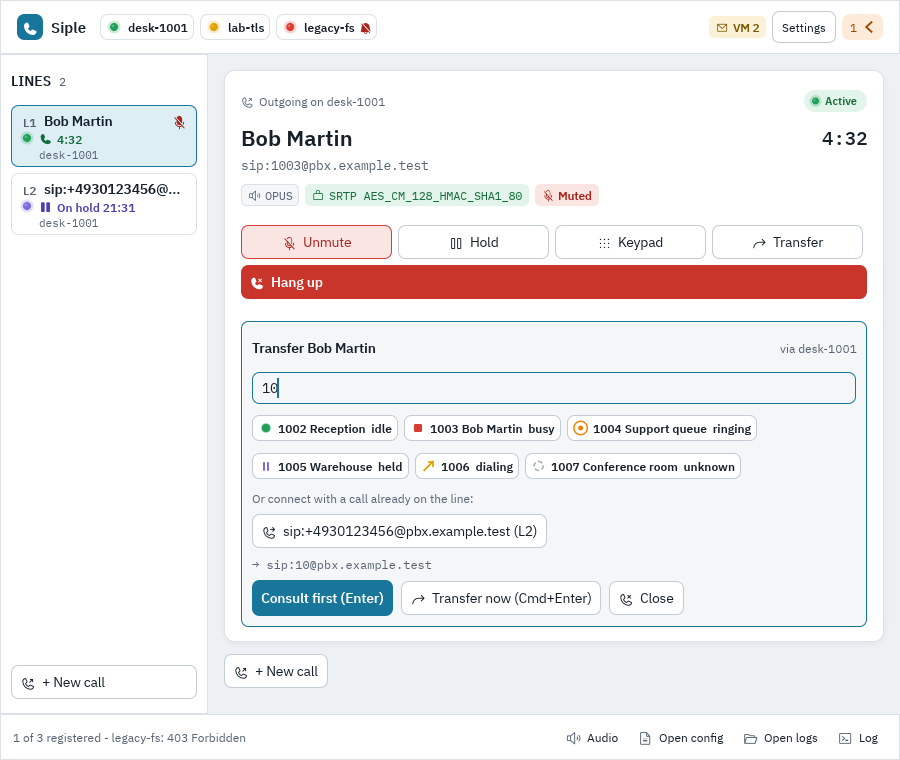 Siple desk-1001 lab-tls legacy-fs VM 2 Settings 1
LINES 2
L1 Bob Martin
4:32
desk-1001
L2 sip:+4930123456@...
On hold 21:31
desk-1001
+ New call
Outgoing on desk-1001 Active
Bob Martin 4:32
sip:1003@pbx.example.test
OPUS SRTP AES_CM_128_HMAC_SHA1_80 Muted
Unmute Hold Keypad Transfer
Hang up
Transfer Bob Martin via desk-1001
10
1002 Reception idle 1003 Bob Martin busy 1004 Support queue ringing
1005 Warehouse held 1006 dialing 1007 Conference room unknown
Or connect with a call already on the line:
sip:+4930123456@pbx.example.test (L2)
→ sip:10@pbx.example.test
Consult first (Enter) Transfer now (Cmd+Enter) Close
+ New call
1 of 3 registered - legacy-fs: 403 Forbidden Audio Open config Open logs Log